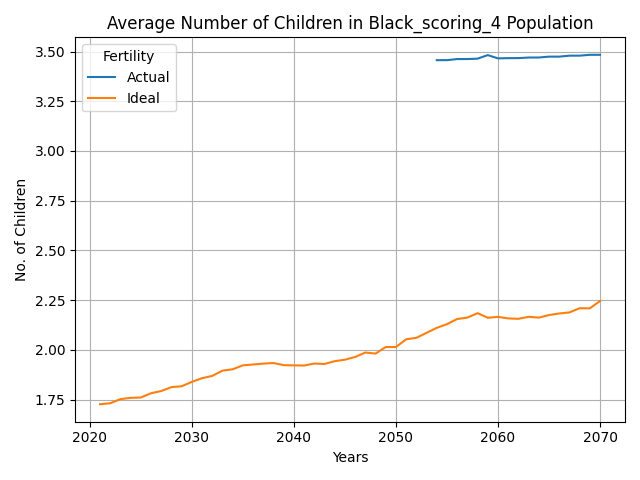 Average Number of Children in Black_scoring_4 Population
Fertility
Actual
Ideal
3.50
3.25
3.00
2.75
2.50
2.25
2.00
1.75
No. of Children
2020 2030 2040 2050 2060 2070
Years